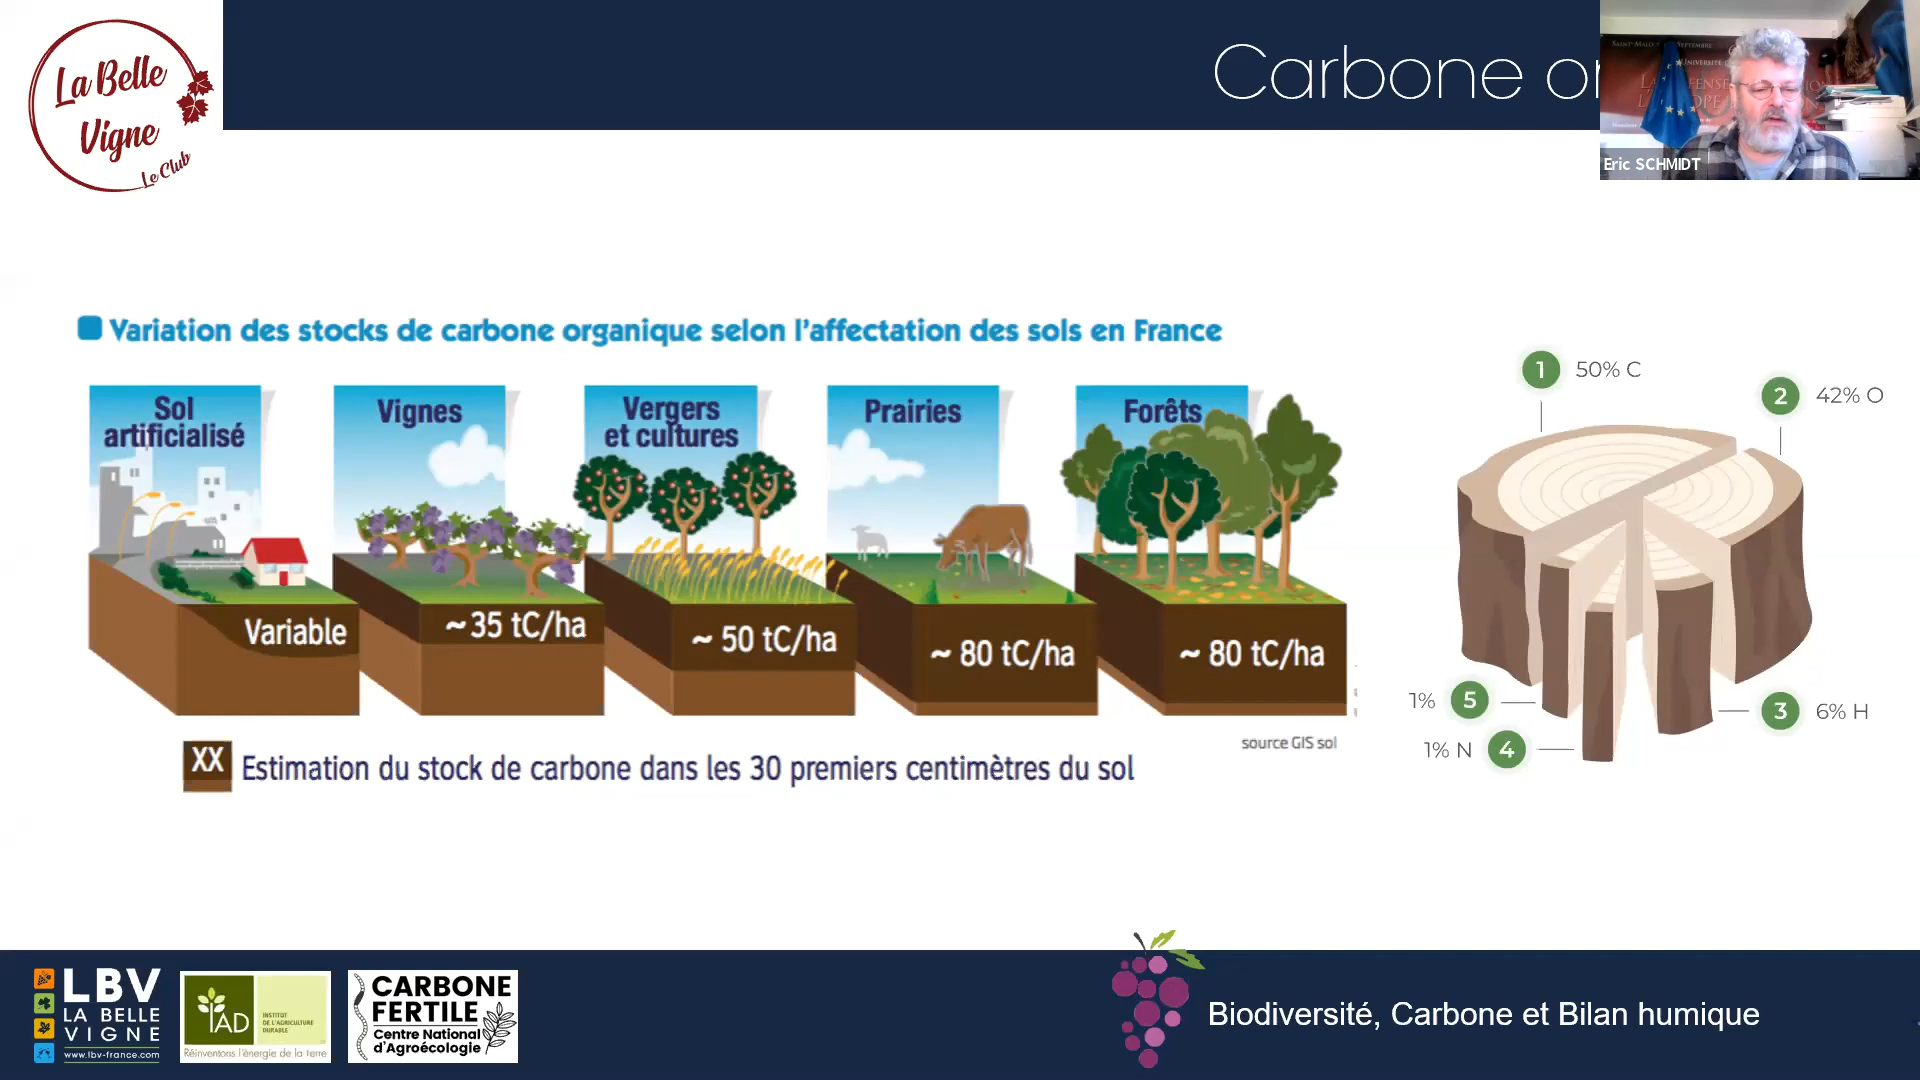 La Belle
Vigne
Le Club
Carbone or
Eric SCHMIDT
Variation des stocks de carbone organique selon l'affectation des sols en France
Sol
artificialisé
Vignes
Vergers
et cultures
Prairies
Forêts
Variable
~35 tC/ha
~ 50 tC/ha
~ 80 tC/ha
~ 80 tC/ha
source GIS sol
XX
Estimation du stock de carbone dans les 30 premiers centimètres du sol
1 50% C
2 42% O
3 6% H
1% 5
1% N 4
LBV
LA BELLE
VIGNE
www.lbv-france.com
IAD
INSTITUT
DE L'AGRICULTURE
DURABLE
Réinventons l'énergie de la terre
CARBONE
FERTILE
Centre National
d'Agroécologie
Biodiversité, Carbone et Bilan humique